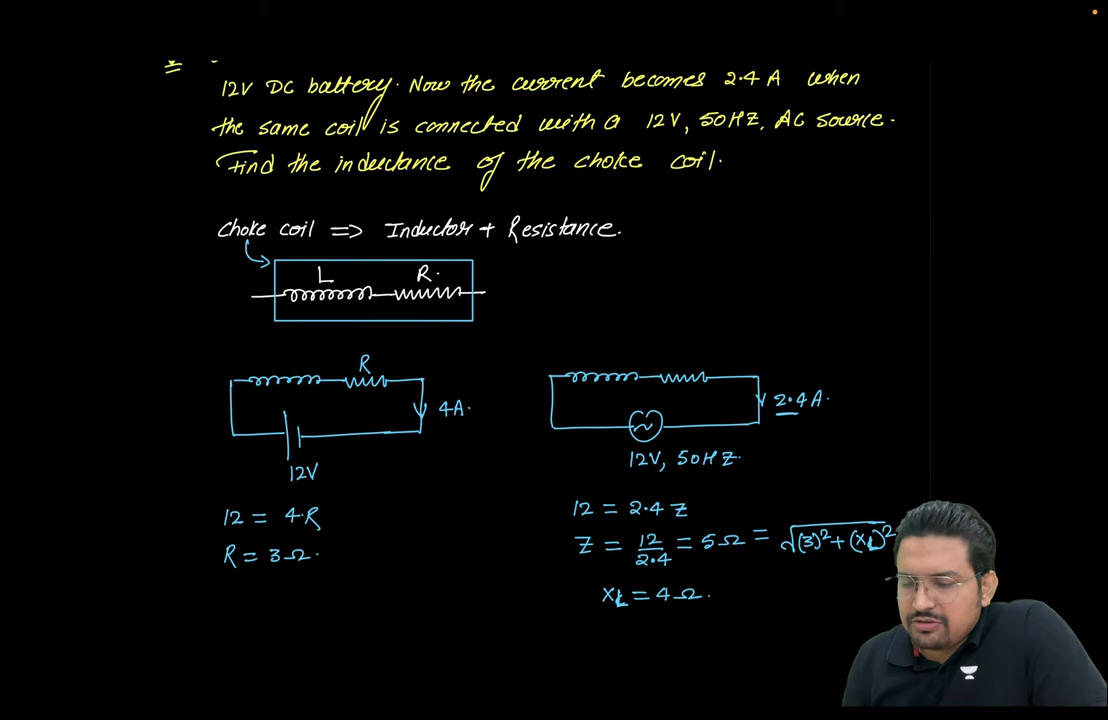 12V DC battery. Now the current becomes 2.4 A when
the same coil is connected with a 12V, 50HZ, AC source.
Find the inductance of the choke coil.
choke coil => Inductor + Resistance.
L R.
R
4A.
12V
2.4A.
12V, 50HZ.
12 = 4.R
R = 3Ω.
12 = 2.4 Z
Z = 12/2.4 = 5Ω = √(3)²+(XL)²
XL = 4Ω.